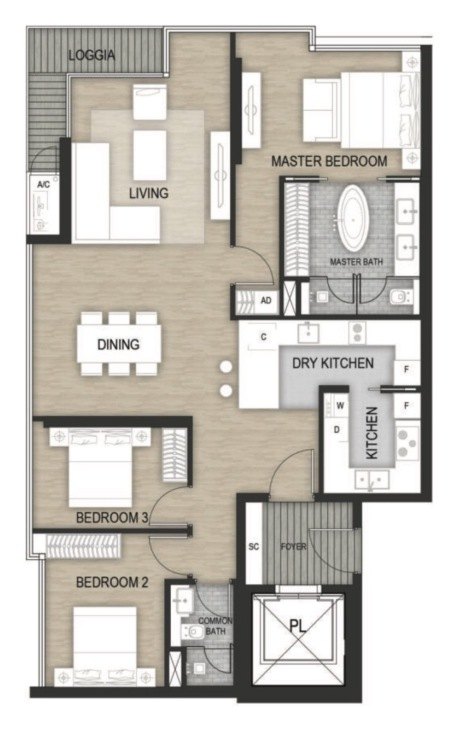 LOGGIA
MASTER BEDROOM
A/C
LIVING
MASTER BATH
AD
C
DINING
DRY KITCHEN
F
W
F
D
KITCHEN
BEDROOM 3
SC
FOYER
BEDROOM 2
COMMON
BATH
PL